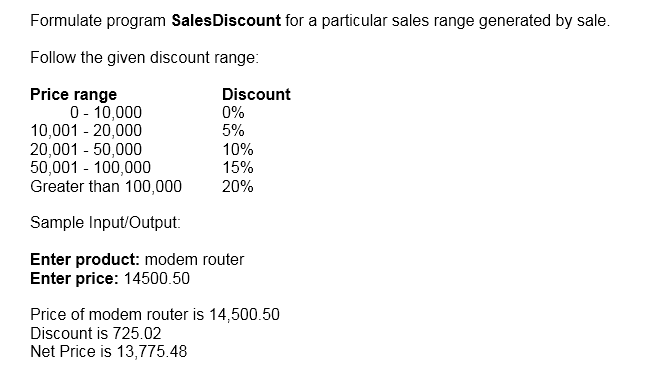 Formulate program SalesDiscount for a particular sales range generated by sale.
Follow the given discount range:
Price range Discount
0 - 10,000 0%
10,001 - 20,000 5%
20,001 - 50,000 10%
50,001 - 100,000 15%
Greater than 100,000 20%
Sample Input/Output:
Enter product: modem router
Enter price: 14500.50
Price of modem router is 14,500.50
Discount is 725.02
Net Price is 13,775.48